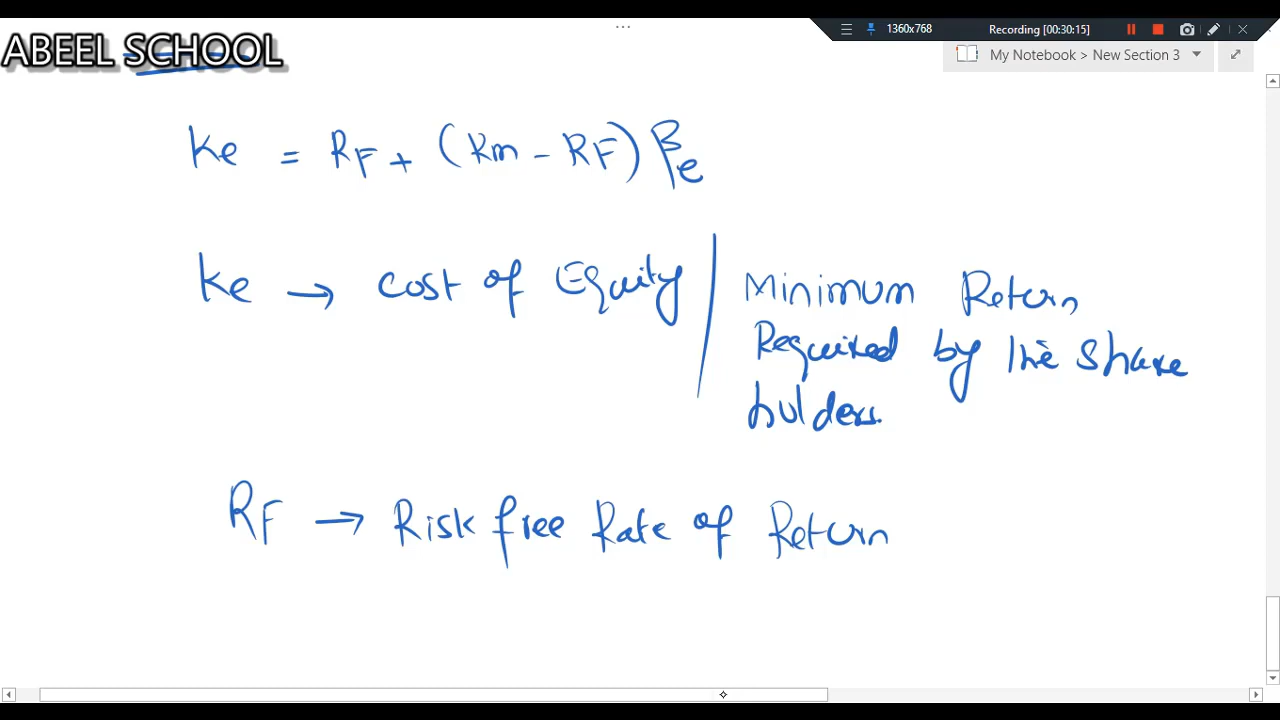 ABEEL SCHOOL
Recording [00:30:15]
1360x768
My Notebook > New Section 3
Ke = RF + (Rm - RF) βe
Ke → Cost of Equity | Minimum Return
Required by the Share
holders.
RF → Risk free Rate of Return